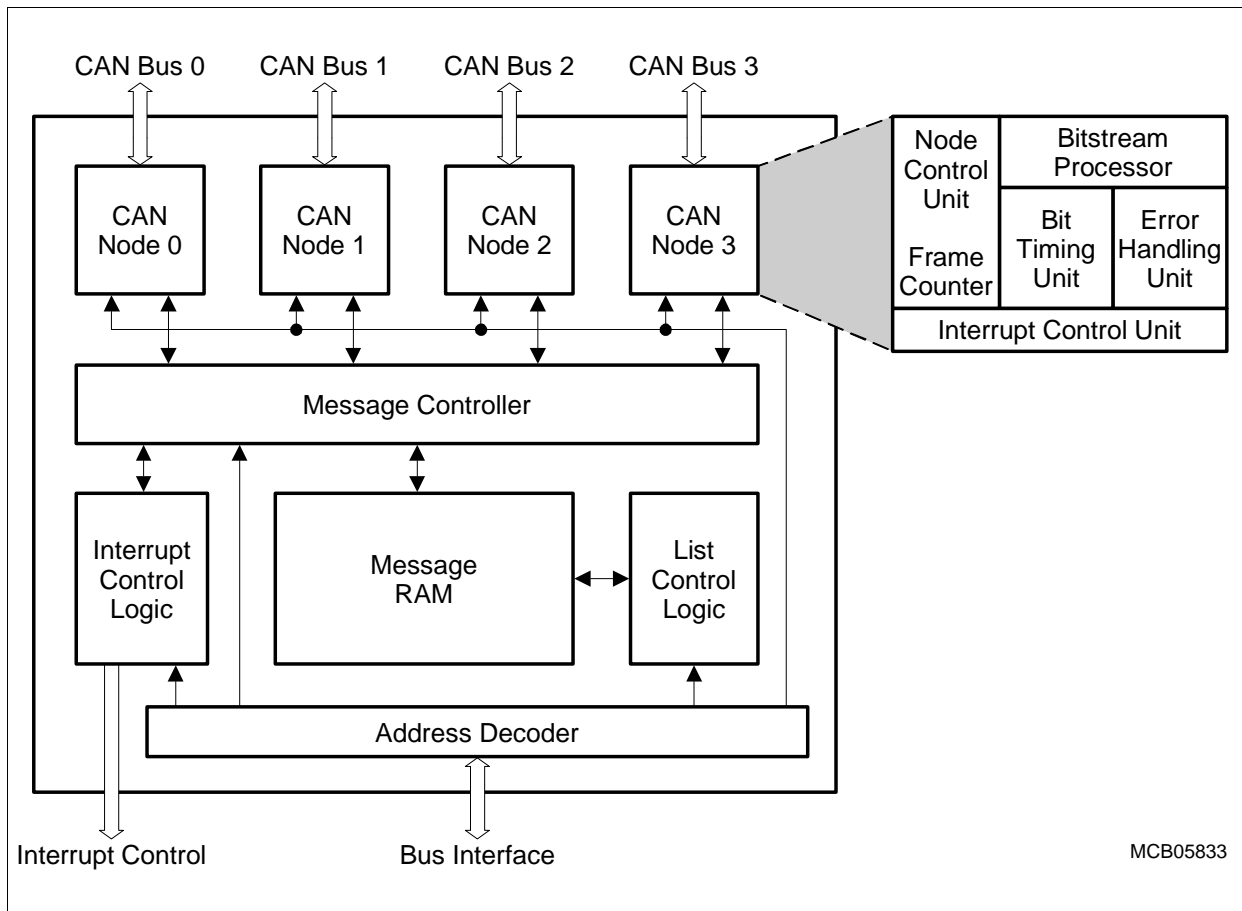 CAN Bus 0
CAN Bus 1
CAN Bus 2
CAN Bus 3
CAN
Node 0
CAN
Node 1
CAN
Node 2
CAN
Node 3
Node
Control
Unit
Frame
Counter
Bitstream
Processor
Bit
Timing
Unit
Error
Handling
Unit
Interrupt Control Unit
Message Controller
Interrupt
Control
Logic
Message
RAM
List
Control
Logic
Address Decoder
Interrupt Control
Bus Interface
MCB05833